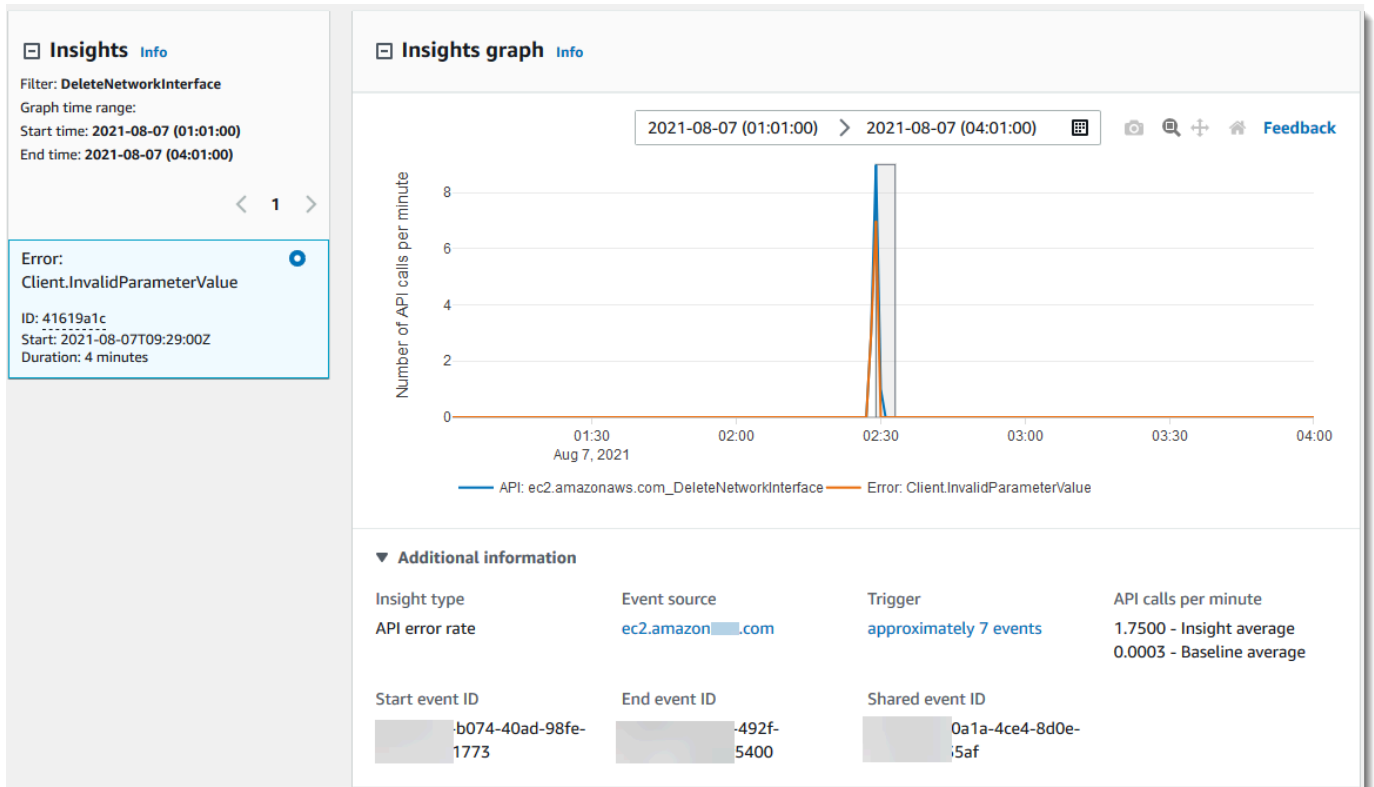 Insights Info
Filter: DeleteNetworkInterface
Graph time range:
Start time: 2021-08-07 (01:01:00)
End time: 2021-08-07 (04:01:00)
1
Error:
Client.InvalidParameterValue
ID: 41619a1c
Start: 2021-08-07T09:29:00Z
Duration: 4 minutes
Insights graph Info
2021-08-07 (01:01:00) 2021-08-07 (04:01:00) Feedback
Number of API calls per minute
8
6
4
2
0
01:30 02:00 02:30 03:00 03:30 04:00
Aug 7, 2021
API: ec2.amazonaws.com_DeleteNetworkInterface Error: Client.InvalidParameterValue
Additional information
Insight type Event source Trigger API calls per minute
API error rate ec2.amazon .com approximately 7 events 1.7500 - Insight average
0.0003 - Baseline average
Start event ID End event ID Shared event ID
-b074-40ad-98fe- -492f- 0a1a-4ce4-8d0e-
1773 5400 5af